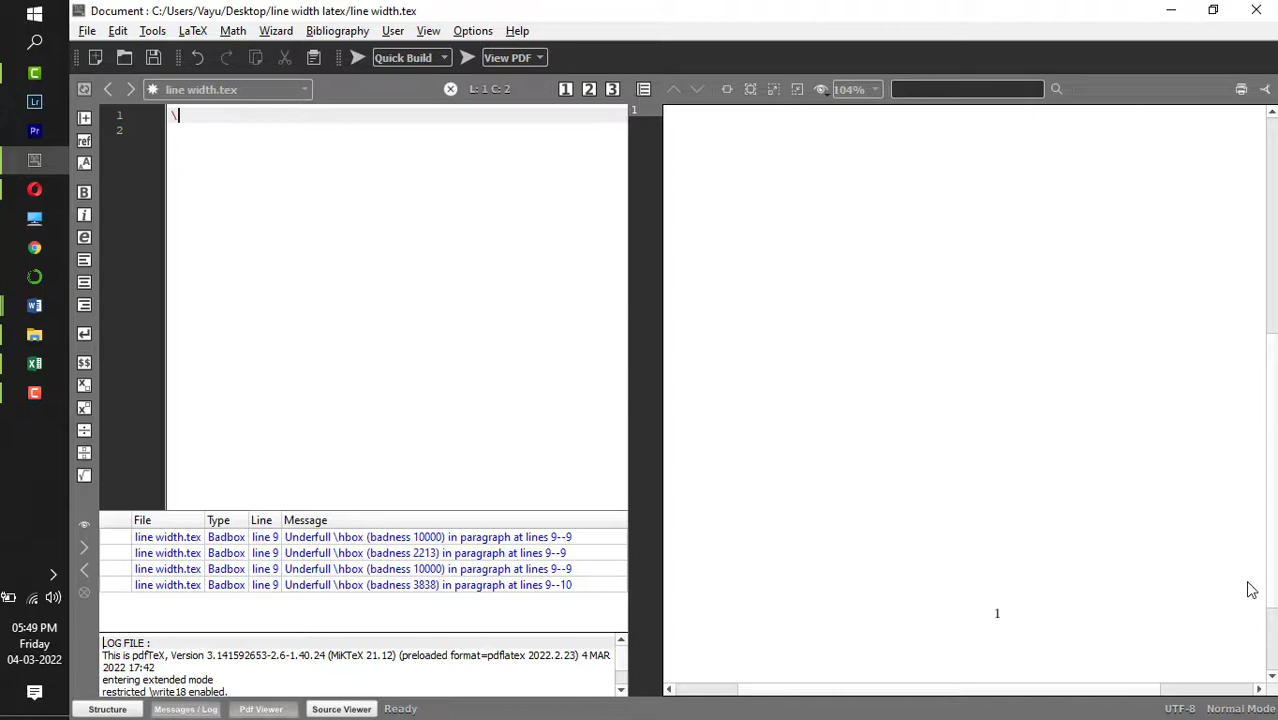 Document : C:/Users/Vayu/Desktop/line width latex/line width.tex
File Edit Tools LaTeX Math Wizard Bibliography User View Options Help
Quick Build View PDF
line width.tex L: 1 C: 2 1 2 3 104%
1 \
2
1
Lr
Pr
ref
B
i
e
$$
File Type Line Message
line width.tex Badbox line 9 Underfull \hbox (badness 10000) in paragraph at lines 9--9
line width.tex Badbox line 9 Underfull \hbox (badness 2213) in paragraph at lines 9--9
line width.tex Badbox line 9 Underfull \hbox (badness 10000) in paragraph at lines 9--9
line width.tex Badbox line 9 Underfull \hbox (badness 3838) in paragraph at lines 9--10
1
LOG FILE :
This is pdfTeX, Version 3.141592653-2.6-1.40.24 (MiKTeX 21.12) (preloaded format=pdflatex 2022.2.23) 4 MAR
2022 17:42
entering extended mode
restricted \write18 enabled.
05:49 PM
Friday
04-03-2022
Structure Messages / Log Pdf Viewer Source Viewer Ready UTF-8 Normal Mode